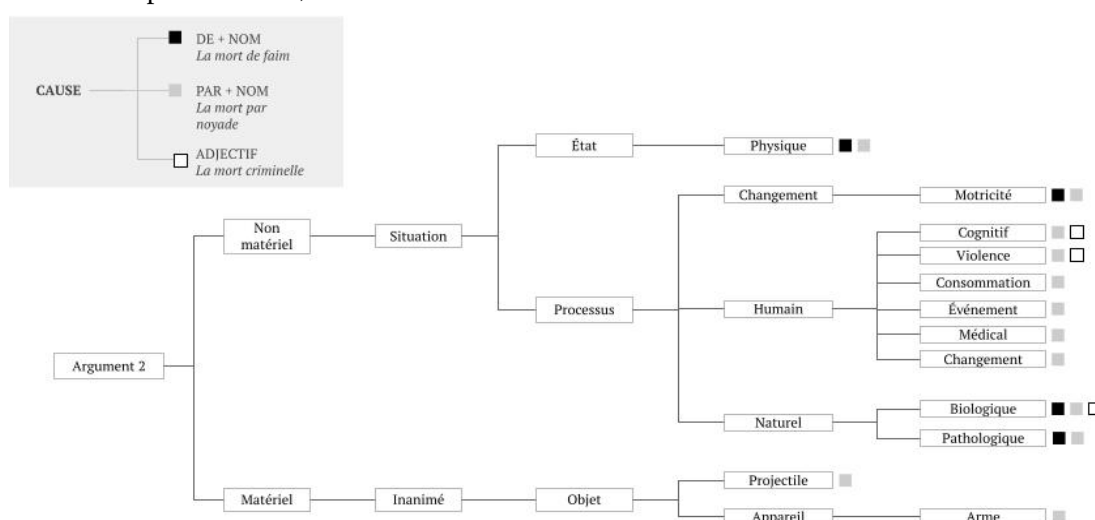 DE + NOM
La mort de faim
CAUSE
PAR + NOM
La mort par
noyade
ADJECTIF
La mort criminelle
État
Physique
Changement
Motricité
Non
matériel
Situation
Cognitif
Violence
Consommation
Processus
Humain
Événement
Médical
Changement
Argument 2
Naturel
Biologique
Pathologique
Matériel
Inanimé
Objet
Projectile
Appareil
Arme